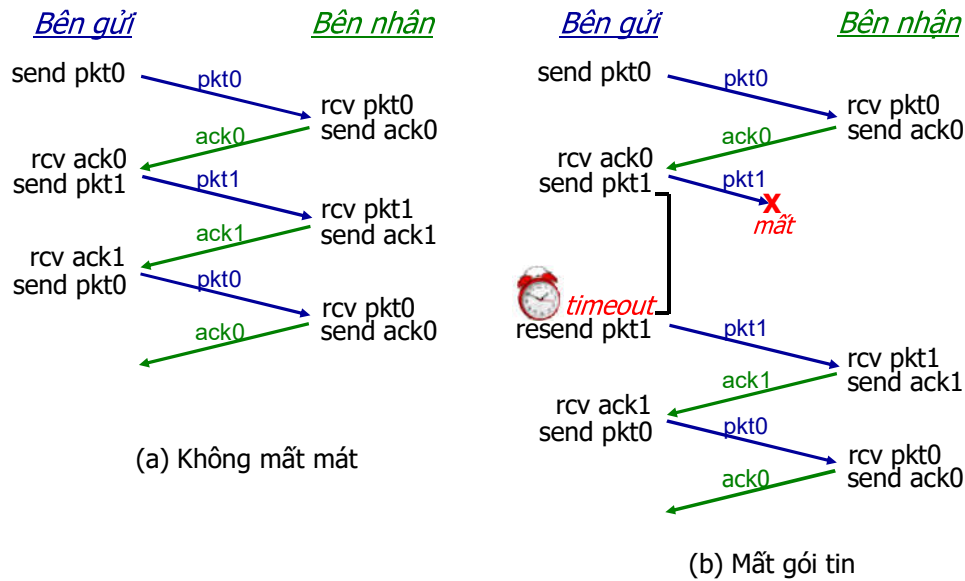 Bên gửi
Bên nhân
send pkt0
pkt0
rcv pkt0
send ack0
ack0
rcv ack0
send pkt1
pkt1
rcv pkt1
send ack1
ack1
rcv ack1
send pkt0
pkt0
rcv pkt0
send ack0
ack0
(a) Không mất mát
Bên gửi
Bên nhận
send pkt0
pkt0
rcv pkt0
send ack0
ack0
rcv ack0
send pkt1
pkt1
X
mất
timeout
resend pkt1
pkt1
rcv pkt1
send ack1
ack1
rcv ack1
send pkt0
pkt0
rcv pkt0
send ack0
ack0
(b) Mất gói tin